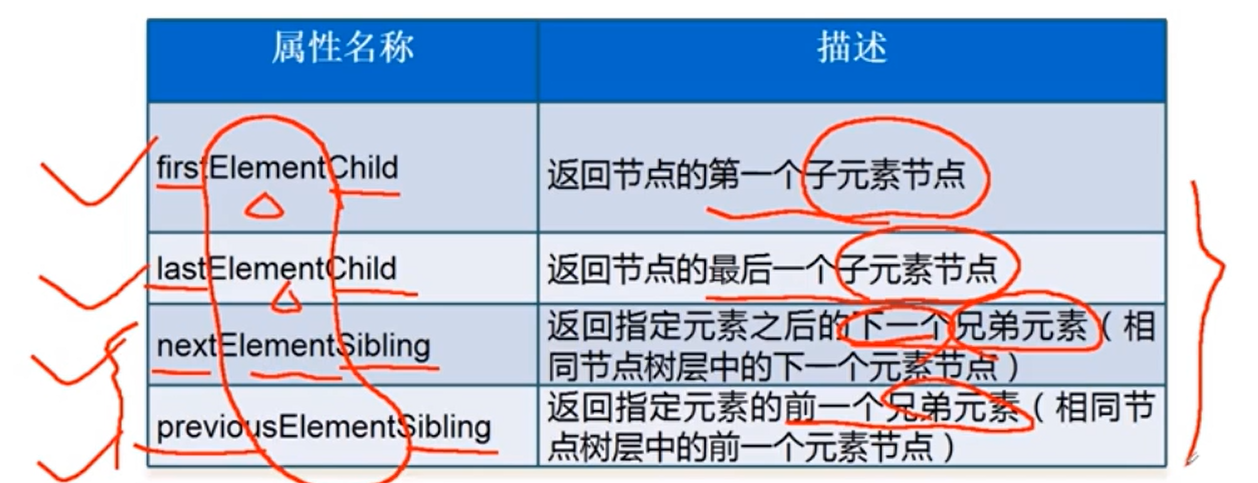 属性名称 描述
firstElementChild 返回节点的第一个子元素节点
lastElementChild 返回节点的最后一个子元素节点
nextElementSibling 返回指定元素之后的下一个兄弟元素（相
同节点树层中的下一个元素节点）
previousElementSibling 返回指定元素的前一个兄弟元素（相同节
点树层中的前一个元素节点）